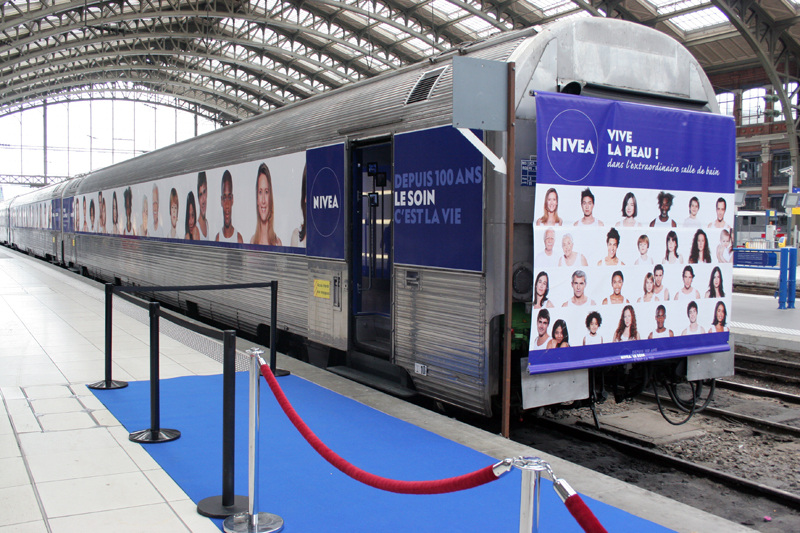 NIVEA
DEPUIS 100 ANS
LE SOIN
C'EST LA VIE
NIVEA
VIVE
LA PEAU !
dans l'extraordinaire salle de bain